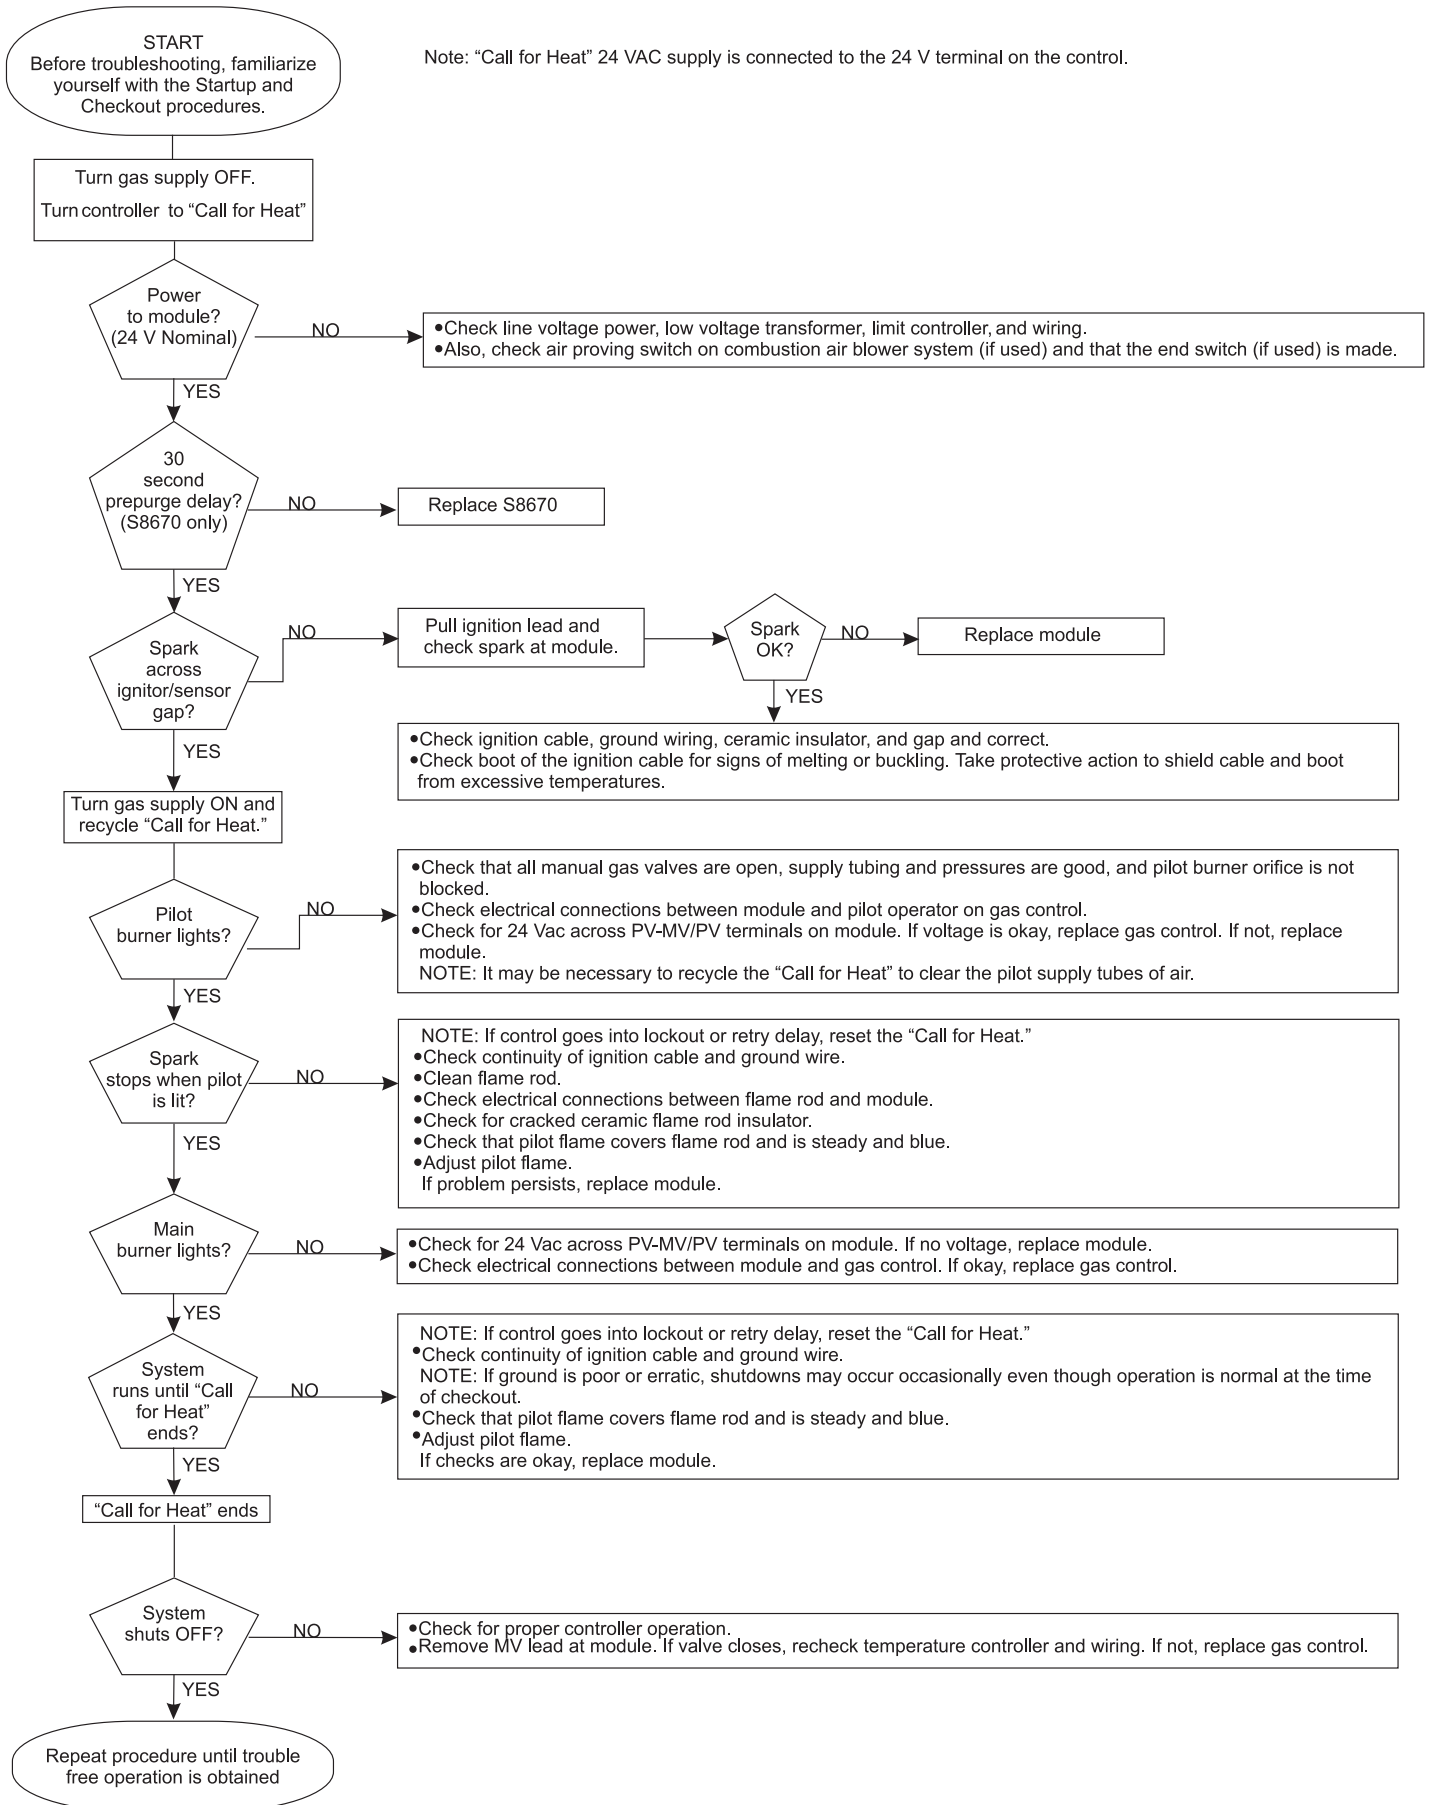 START
Before troubleshooting, familiarize
yourself with the Startup and
Checkout procedures.
Note: “Call for Heat” 24 VAC supply is connected to the 24 V terminal on the control.
Turn gas supply OFF.
Turn controller to “Call for Heat”
Power
to module?
(24 V Nominal)
NO
•Check line voltage power, low voltage transformer, limit controller, and wiring.
•Also, check air proving switch on combustion air blower system (if used) and that the end switch (if used) is made.
YES
30
second
prepurge delay?
(S8670 only)
NO
Replace S8670
YES
Spark
across
ignitor/sensor
gap?
NO
Pull ignition lead and
check spark at module.
Spark
OK?
NO
Replace module
YES
•Check ignition cable, ground wiring, ceramic insulator, and gap and correct.
•Check boot of the ignition cable for signs of melting or buckling. Take protective action to shield cable and boot
from excessive temperatures.
YES
Turn gas supply ON and
recycle “Call for Heat.”
Pilot
burner lights?
NO
•Check that all manual gas valves are open, supply tubing and pressures are good, and pilot burner orifice is not
blocked.
•Check electrical connections between module and pilot operator on gas control.
•Check for 24 Vac across PV-MV/PV terminals on module. If voltage is okay, replace gas control. If not, replace
module.
NOTE: It may be necessary to recycle the “Call for Heat” to clear the pilot supply tubes of air.
YES
Spark
stops when pilot
is lit?
NO
NOTE: If control goes into lockout or retry delay, reset the “Call for Heat.”
•Check continuity of ignition cable and ground wire.
•Clean flame rod.
•Check electrical connections between flame rod and module.
•Check for cracked ceramic flame rod insulator.
•Check that pilot flame covers flame rod and is steady and blue.
•Adjust pilot flame.
If problem persists, replace module.
YES
Main
burner lights?
NO
•Check for 24 Vac across PV-MV/PV terminals on module. If no voltage, replace module.
•Check electrical connections between module and gas control. If okay, replace gas control.
YES
System
runs until “Call
for Heat”
ends?
NO
NOTE: If control goes into lockout or retry delay, reset the “Call for Heat.”
•Check continuity of ignition cable and ground wire.
NOTE: If ground is poor or erratic, shutdowns may occur occasionally even though operation is normal at the time
of checkout.
•Check that pilot flame covers flame rod and is steady and blue.
•Adjust pilot flame.
If checks are okay, replace module.
YES
“Call for Heat” ends
System
shuts OFF?
NO
•Check for proper controller operation.
•Remove MV lead at module. If valve closes, recheck temperature controller and wiring. If not, replace gas control.
YES
Repeat procedure until trouble
free operation is obtained